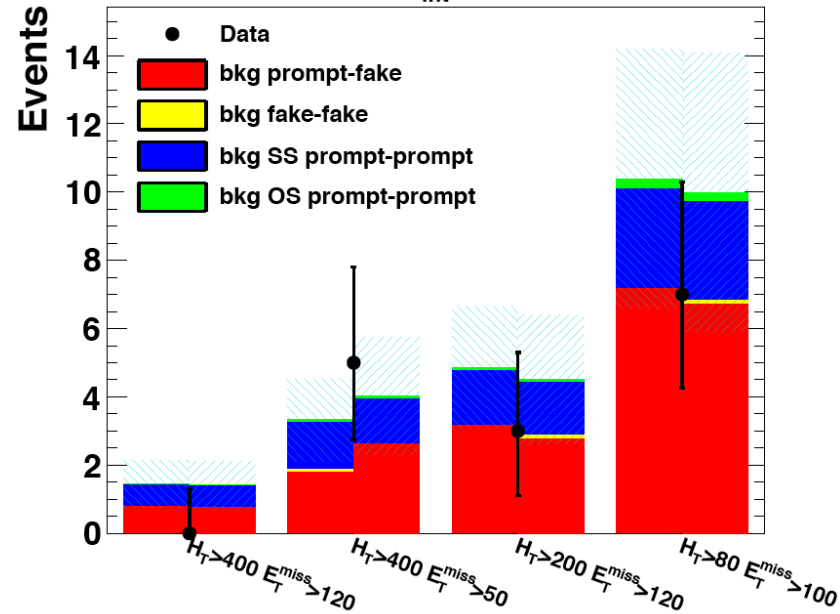 int
Events
Data
bkg prompt-fake
bkg fake-fake
bkg SS prompt-prompt
bkg OS prompt-prompt
14
12
10
8
6
4
2
0
H_T>400 E_T^miss>120
H_T>400 E_T^miss>50
H_T>200 E_T^miss>120
H_T>80 E_T^miss>100